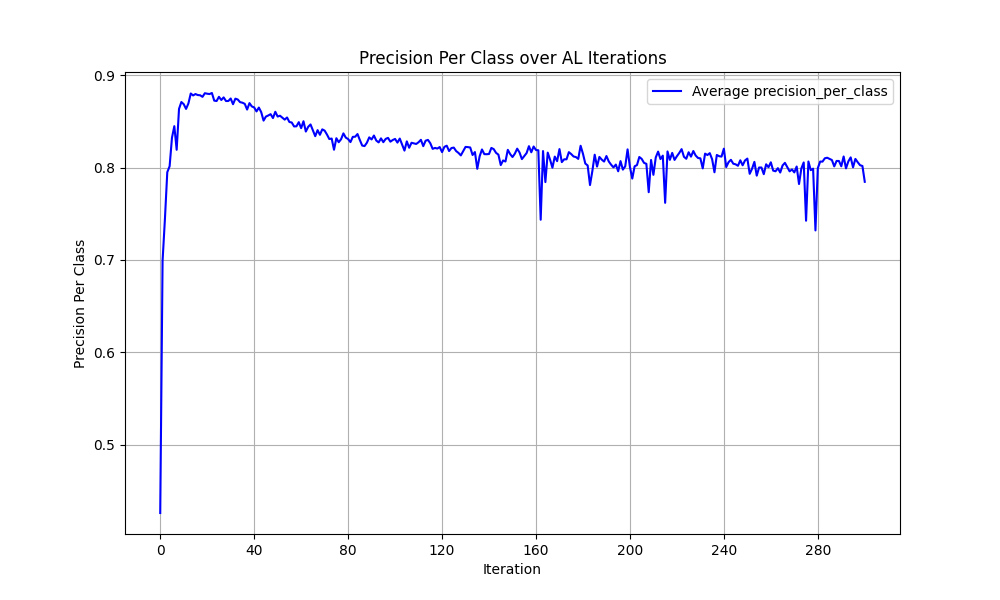 Precision Per Class over AL Iterations
Average precision_per_class
Precision Per Class
0.9
0.8
0.7
0.6
0.5
0 40 80 120 160 200 240 280
Iteration